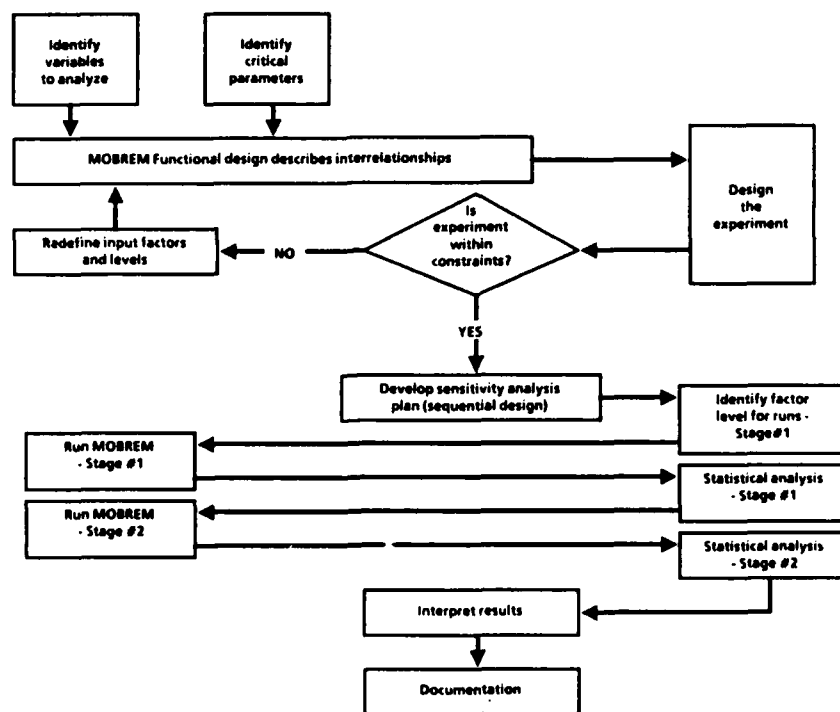 Identify
variables
to analyze
Identify
critical
parameters
MOBREM Functional design describes interrelationships
Design
the
experiment
Is
experiment
within
constraints?
Redefine input factors
and levels
NO
YES
Develop sensitivity analysis
plan (sequential design)
Identify factor
level for runs -
Stage#1
Run MOBREM
- Stage #1
Statistical analysis
- Stage #1
Run MOBREM
- Stage #2
Statistical analysis
- Stage #2
Interpret results
Documentation